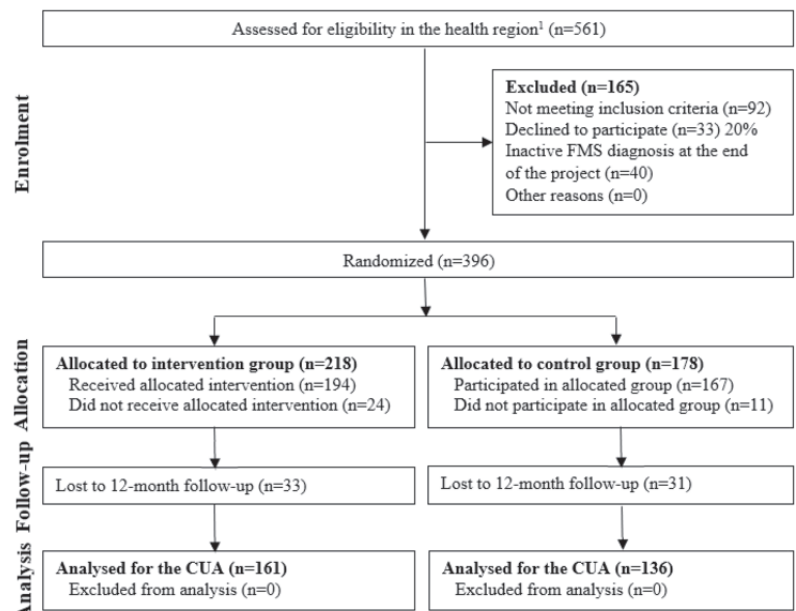 Assessed for eligibility in the health region¹ (n=561)
Enrolment
Excluded (n=165)
Not meeting inclusion criteria (n=92)
Declined to participate (n=33) 20%
Inactive FMS diagnosis at the end
of the project (n=40)
Other reasons (n=0)
Randomized (n=396)
Allocation
Allocated to intervention group (n=218)
Received allocated intervention (n=194)
Did not receive allocated intervention (n=24)
Allocated to control group (n=178)
Participated in allocated group (n=167)
Did not participate in allocated group (n=11)
Follow-up
Lost to 12-month follow-up (n=33)
Lost to 12-month follow-up (n=31)
Analysis
Analysed for the CUA (n=161)
Excluded from analysis (n=0)
Analysed for the CUA (n=136)
Excluded from analysis (n=0)